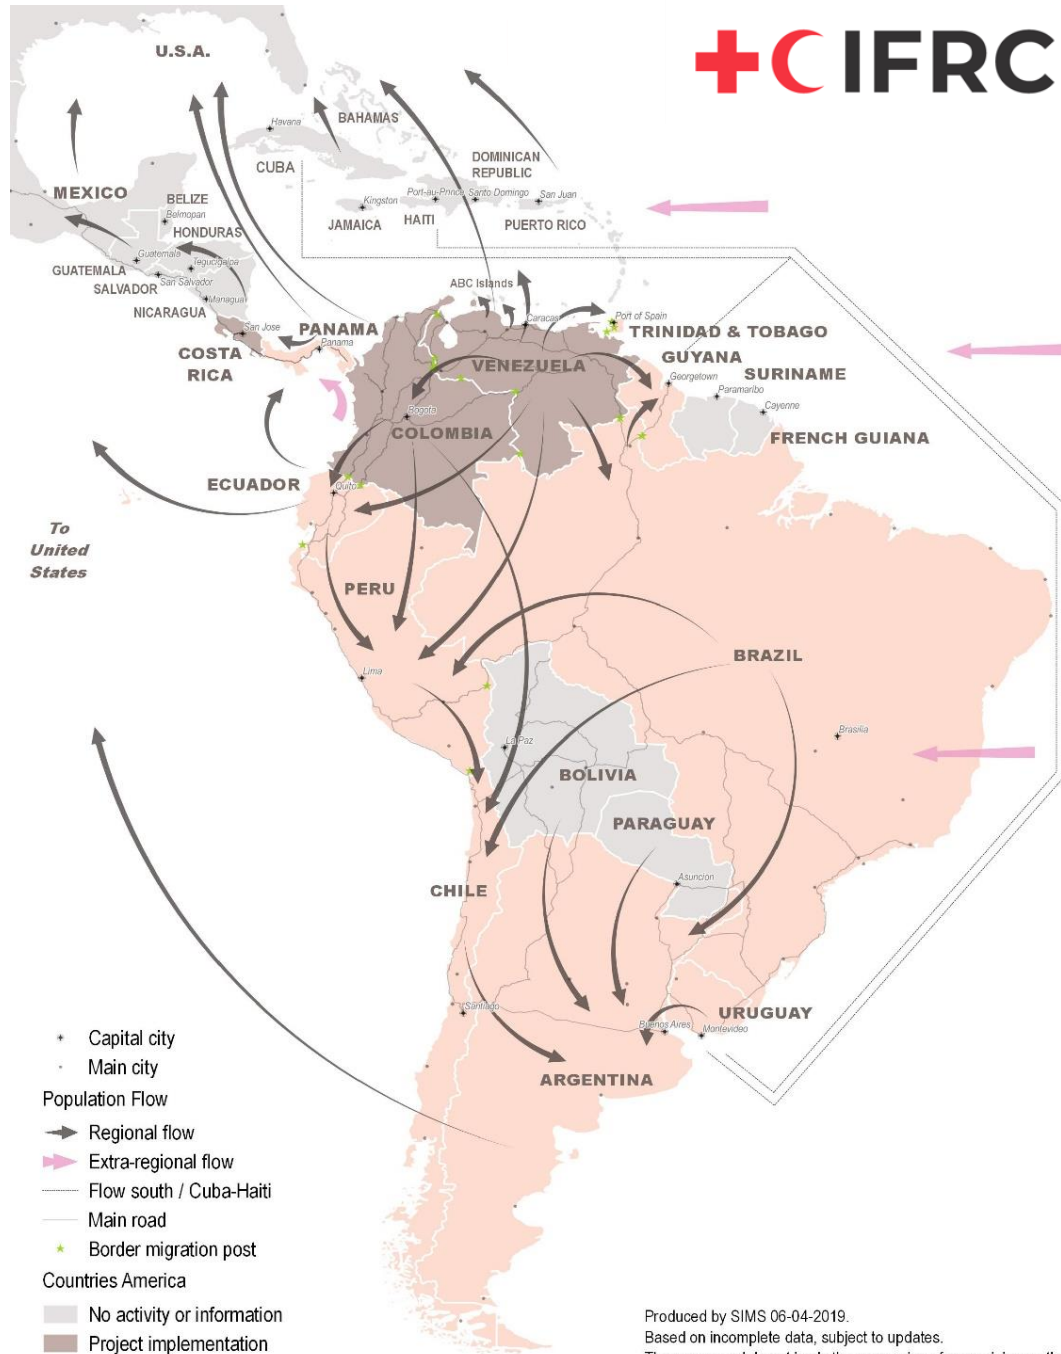 CIFRC
U.S.A.
BAHAMAS
Havana
CUBA
DOMINICAN
REPUBLIC
MEXICO
BELIZE
Belmopan
HONDURAS
Kingston
Port-au-Prince
Santo Domingo
San Juan
JAMAICA
HAITI
PUERTO RICO
Guatemala
Tegucigalpa
GUATEMALA
San Salvador
SALVADOR
Managua
NICARAGUA
ABC Islands
San Jose
PANAMA
Panama
COSTA
RICA
Caracas
Port of Spain
TRINIDAD & TOBAGO
VENEZUELA
GUYANA
Georgetown
SURINAME
Paramaribo
Cayenne
Bogota
COLOMBIA
FRENCH GUIANA
ECUADOR
Quito
To
United
States
PERU
BRAZIL
Lima
Brasilia
La Paz
BOLIVIA
PARAGUAY
Asuncion
CHILE
Santiago
URUGUAY
Buenos Aires
Montevideo
ARGENTINA
Capital city
Main city
Population Flow
Regional flow
Extra-regional flow
Flow south / Cuba-Haiti
Main road
Border migration post
Countries America
No activity or information
Project implementation
Produced by SIMS 06-04-2019.
Based on incomplete data, subject to updates.